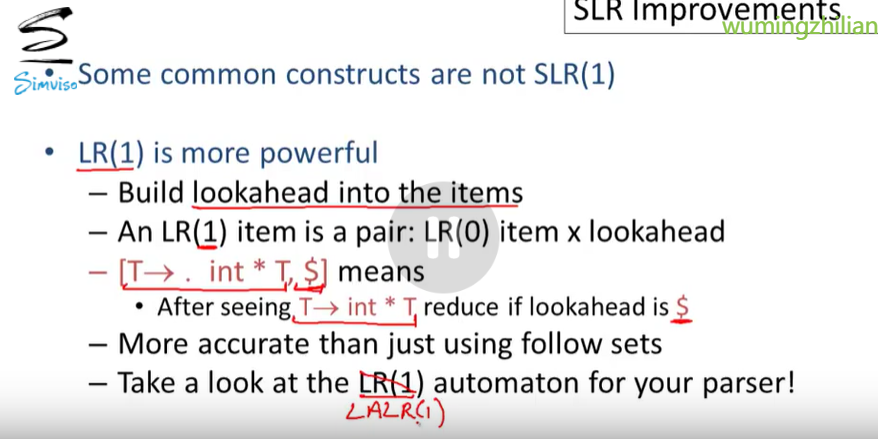 SLR Improvements
wumingzhilian
Simviso
• Some common constructs are not SLR(1)
• LR(1) is more powerful
– Build lookahead into the items
– An LR(1) item is a pair: LR(0) item x lookahead
– [T→ . int * T, $] means
• After seeing T→ int * T reduce if lookahead is $
– More accurate than just using follow sets
– Take a look at the LR(1) automaton for your parser!
LALR(1)